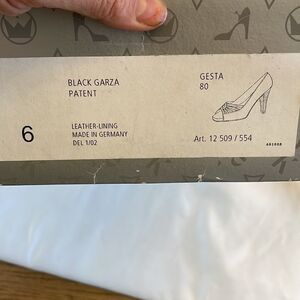 BLACK GARZA
PATENT
GESTA
80
6
LEATHER-LINING
MADE IN GERMANY
DEL 1/02
Art. 12 509 / 554